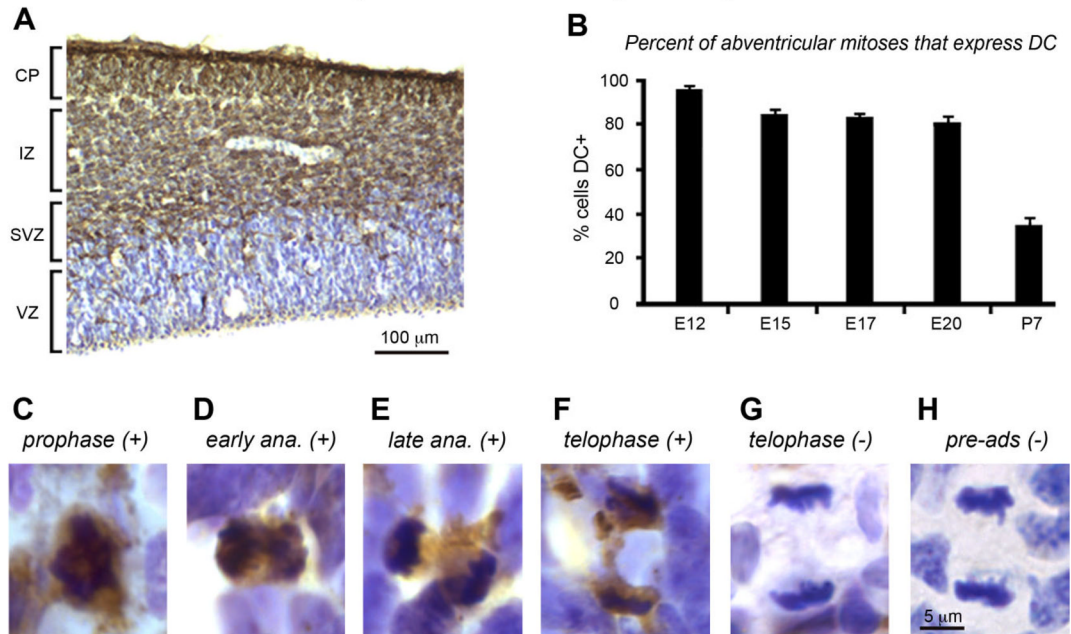 A
CP
IZ
SVZ
VZ
100 μm
B
Percent of abventricular mitoses that express DC
% cells DC+
100
80
60
40
20
0
E12 E15 E17 E20 P7
C D E F G H
prophase (+) early ana. (+) late ana. (+) telophase (+) telophase (-) pre-ads (-)
5 μm